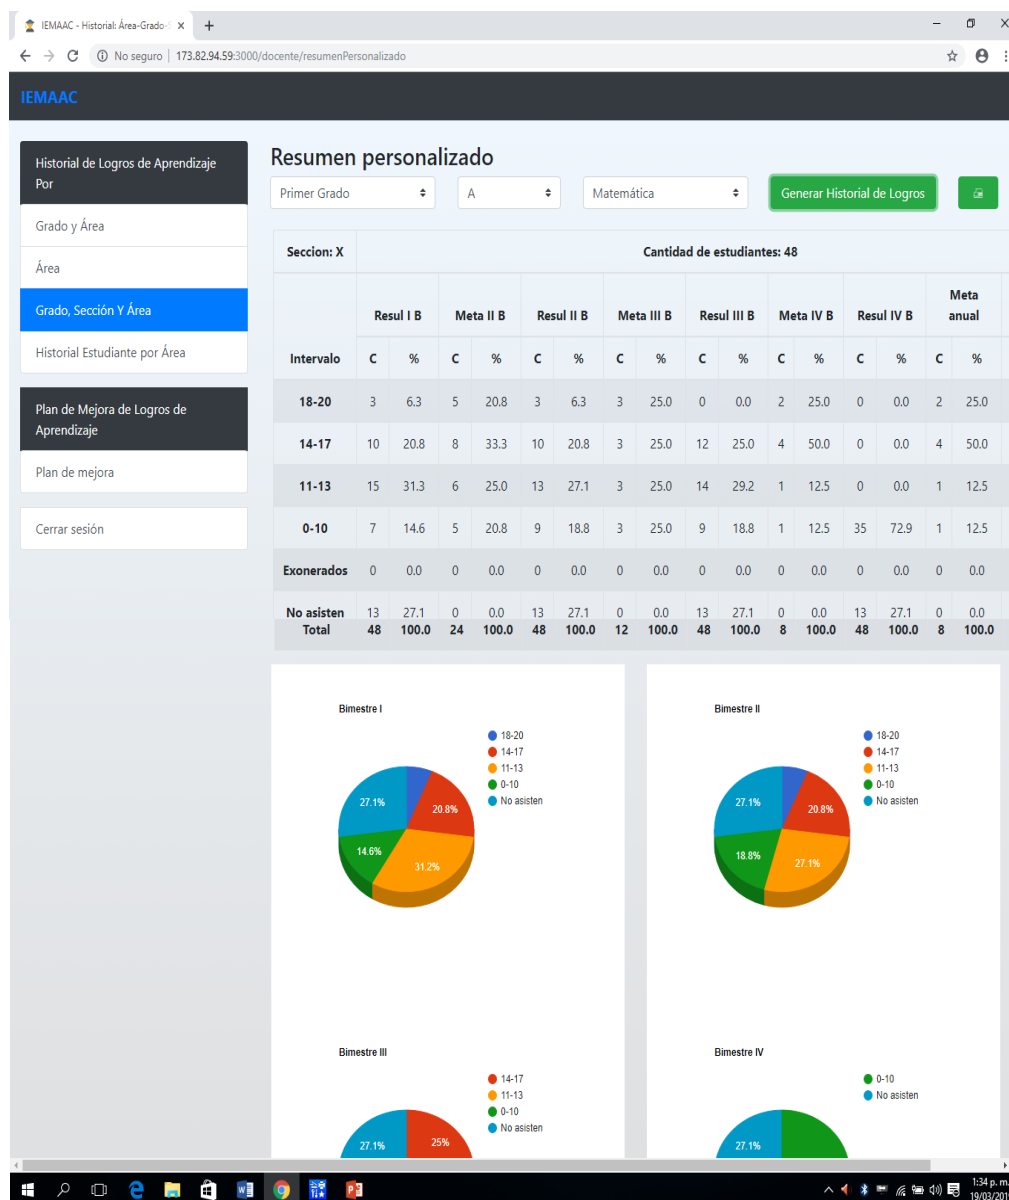 IEMAAC - Historial: Área-Grado-S
No seguro | 173.82.94.59:3000/docente/resumenPersonalizado
IEMAAC
Historial de Logros de Aprendizaje
Por
Grado y Área
Área
Grado, Sección Y Área
Historial Estudiante por Área
Plan de Mejora de Logros de
Aprendizaje
Plan de mejora
Cerrar sesión
Resumen personalizado
Primer Grado A Matemática Generar Historial de Logros
Seccion: X Cantidad de estudiantes: 48
Resul I B Meta II B Resul II B Meta III B Resul III B Meta IV B Resul IV B Meta anual
Intervalo C % C % C % C % C % C % C % C %
18-20 3 6.3 5 20.8 3 6.3 3 25.0 0 0.0 2 25.0 0 0.0 2 25.0
14-17 10 20.8 8 33.3 10 20.8 3 25.0 12 25.0 4 50.0 0 0.0 4 50.0
11-13 15 31.3 6 25.0 13 27.1 3 25.0 14 29.2 1 12.5 0 0.0 1 12.5
0-10 7 14.6 5 20.8 9 18.8 3 25.0 9 18.8 1 12.5 35 72.9 1 12.5
Exonerados 0 0.0 0 0.0 0 0.0 0 0.0 0 0.0 0 0.0 0 0.0 0 0.0
No asisten 13 27.1 0 0.0 13 27.1 0 0.0 13 27.1 0 0.0 13 27.1 0 0.0
Total 48 100.0 24 100.0 48 100.0 12 100.0 48 100.0 8 100.0 48 100.0 8 100.0
Bimestre I
18-20
14-17
11-13
0-10
No asisten
27.1%
20.8%
14.6%
31.2%
Bimestre II
18-20
14-17
11-13
0-10
No asisten
27.1%
20.8%
18.8%
27.1%
Bimestre III
14-17
11-13
0-10
No asisten
27.1%
25%
Bimestre IV
0-10
No asisten
27.1%
1:34 p. m.
19/03/201